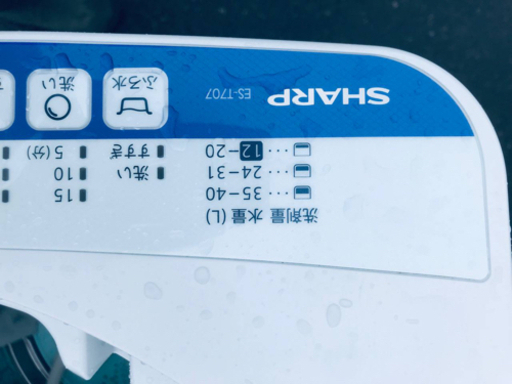 洗剤量 水量 (L)
35-40
24-31
12-20
洗い
すすぎ
15
10
5 (分)
ふろ水
洗い
SHARP
ES-T707